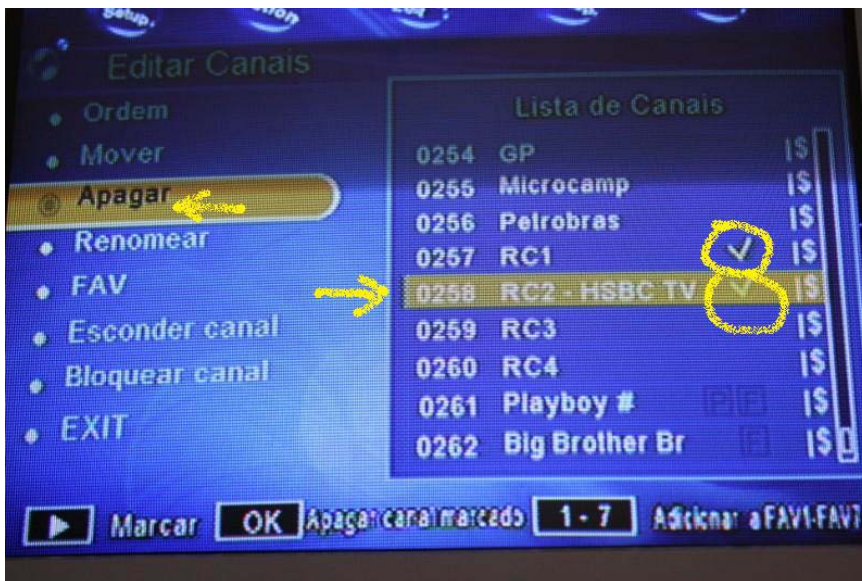 Setup.
Editar Canais
Ordem
Mover
Apagar
Renomear
FAV
Esconder canal
Bloquear canal
EXIT
Lista de Canais
0254 GP |$
0255 Microcamp |$
0256 Petrobras |$
0257 RC1 |$
0258 RC2 - HSBC TV |$
0259 RC3 |$
0260 RC4 |$
0261 Playboy # P F |$
0262 Big Brother Br F |$
Marcar OK Apagar canal marcado 1 - 7 Adicionar a FAV1-FAV7